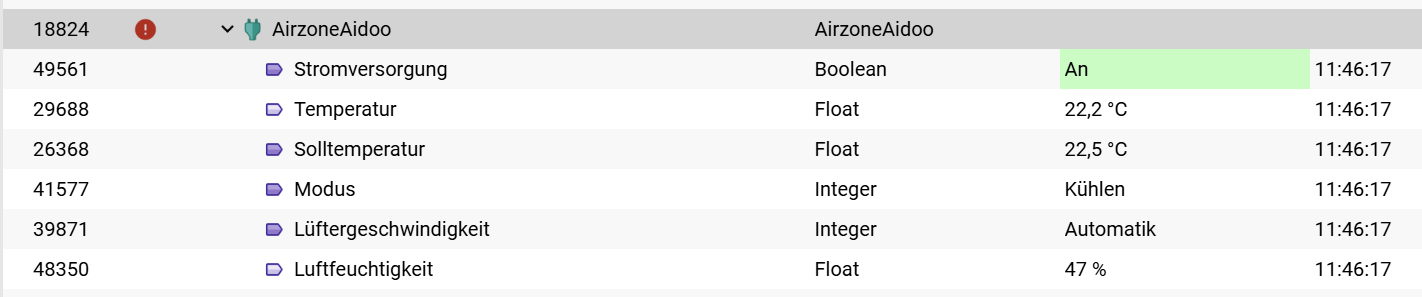 18824 AirzoneAidoo AirzoneAidoo
49561 Stromversorgung Boolean An 11:46:17
29688 Temperatur Float 22,2 °C 11:46:17
26368 Solltemperatur Float 22,5 °C 11:46:17
41577 Modus Integer Kühlen 11:46:17
39871 Lüftergeschwindigkeit Integer Automatik 11:46:17
48350 Luftfeuchtigkeit Float 47 % 11:46:17